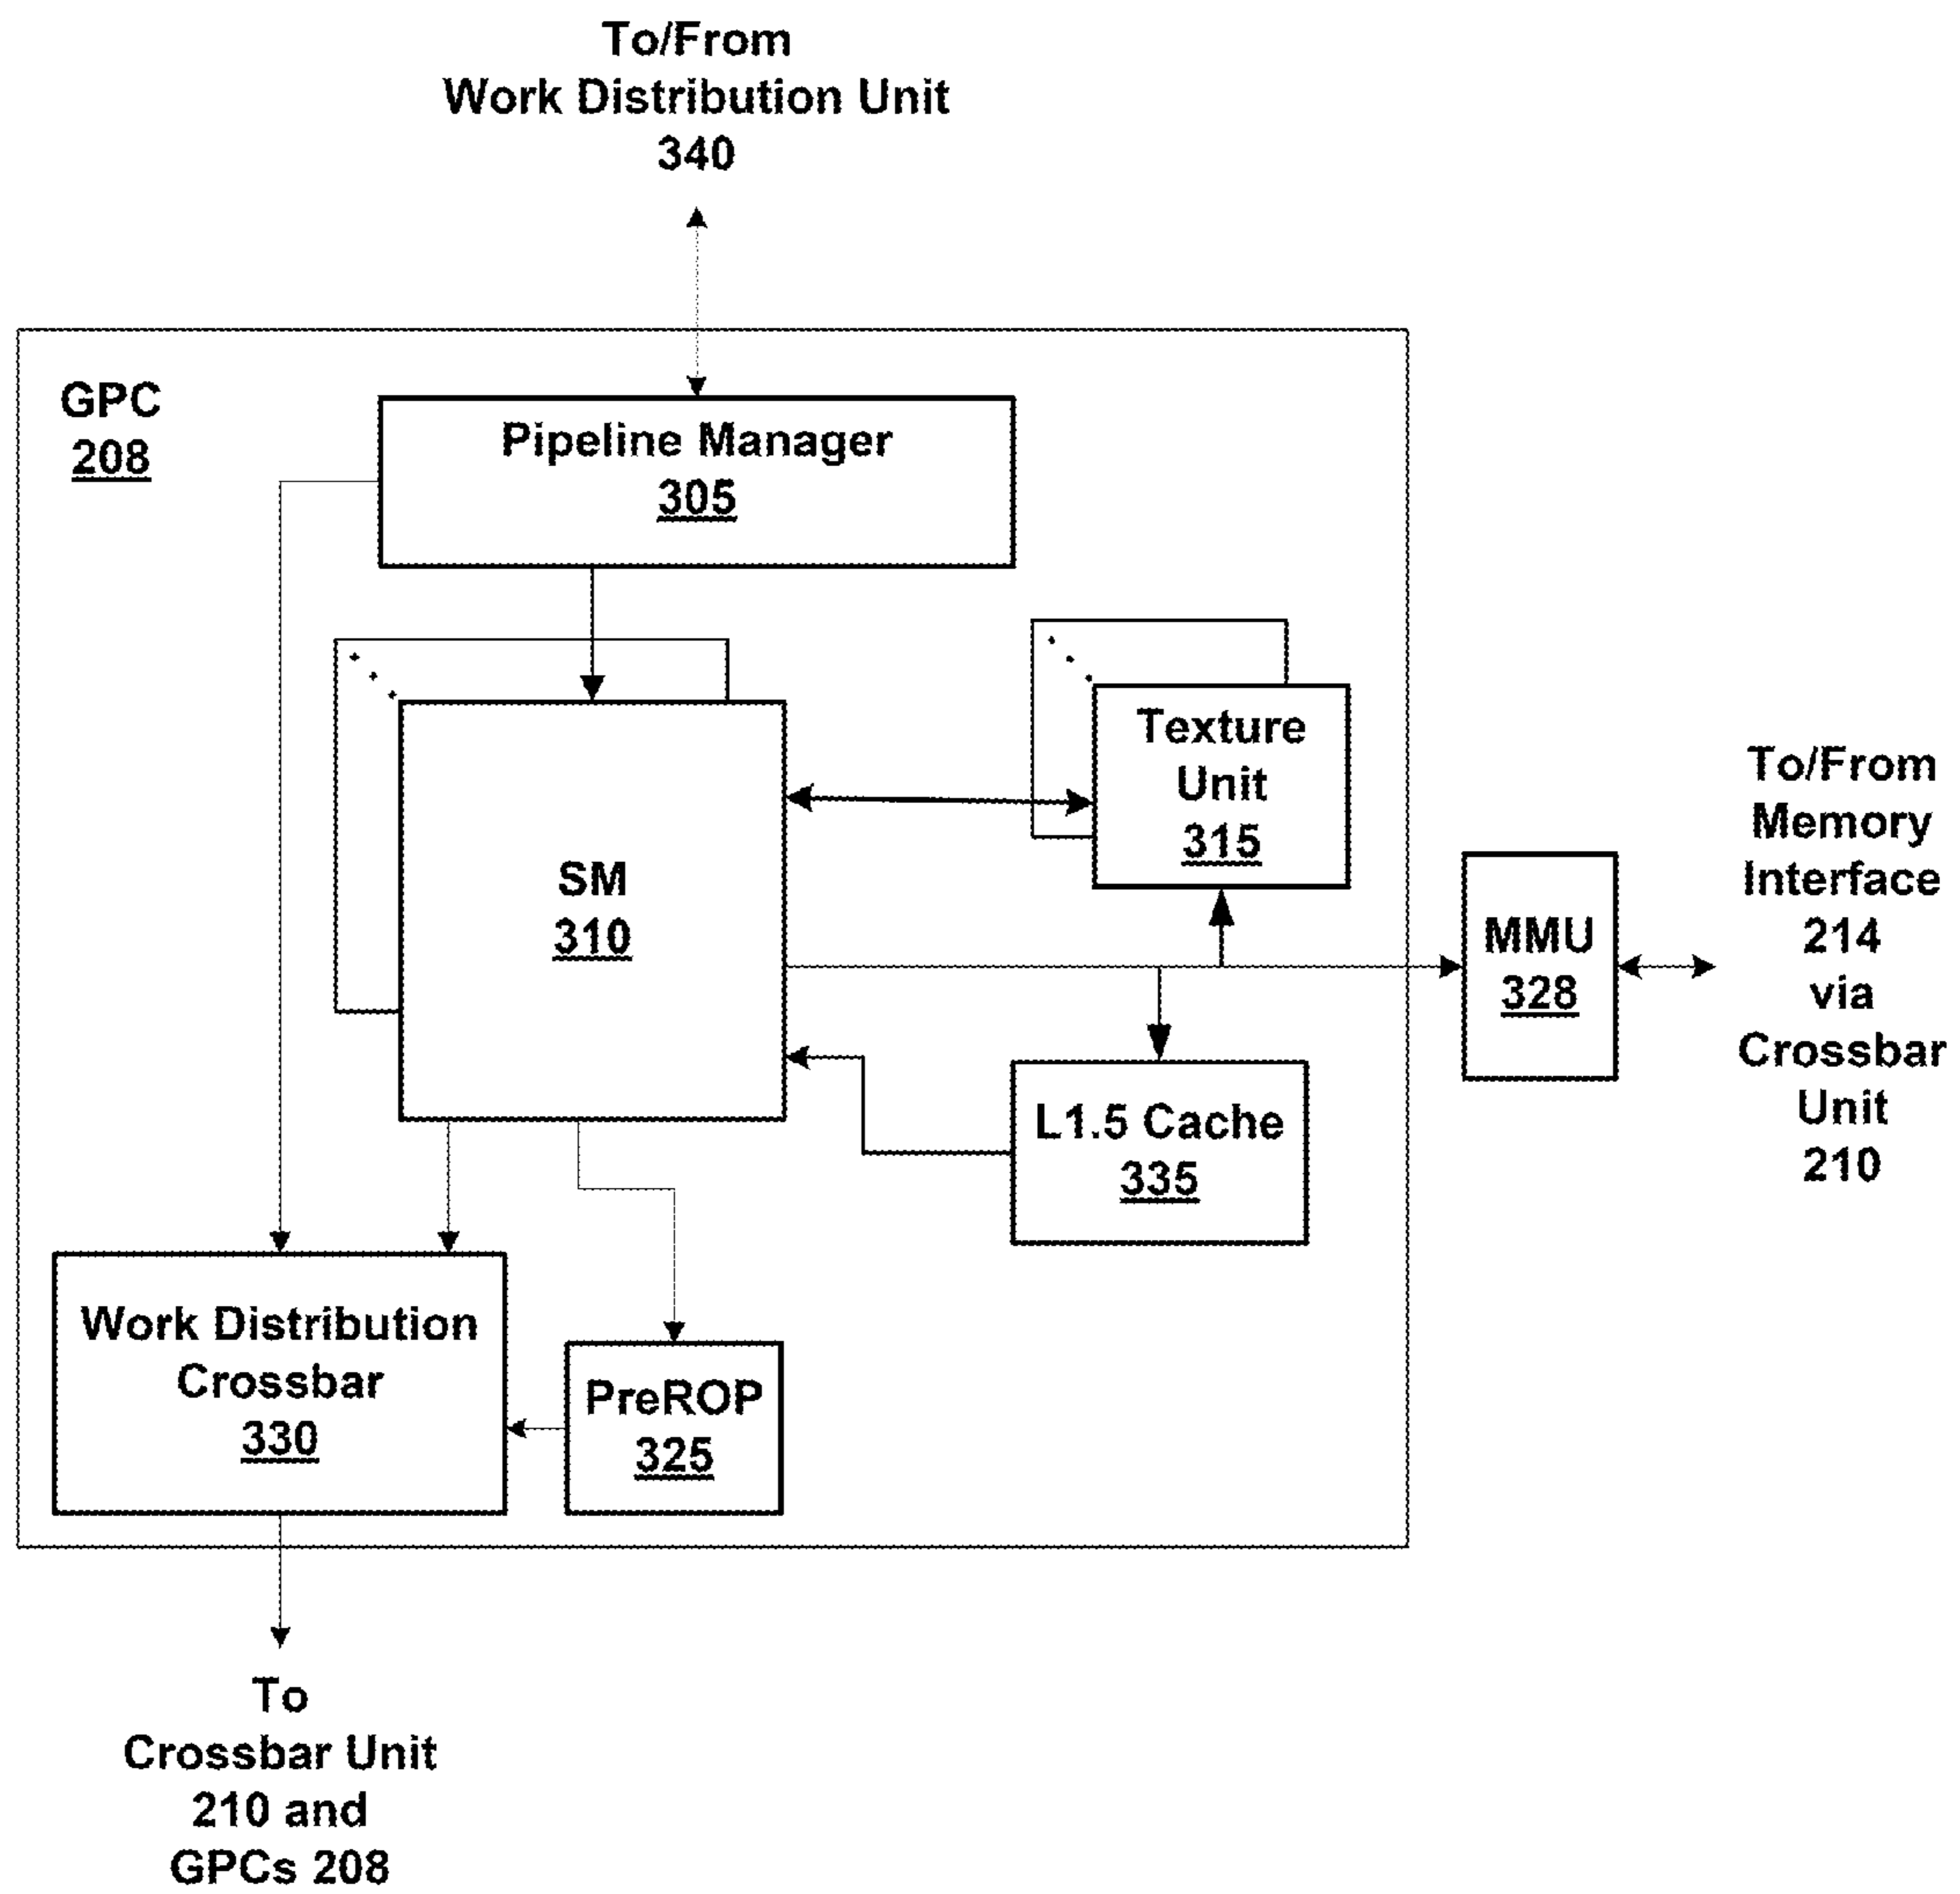 To/From
Work Distribution Unit
340
GPC
208
Pipeline Manager
305
Texture
Unit
315
SM
310
MMU
328
To/From
Memory
Interface
214
via
Crossbar
Unit
210
L1.5 Cache
335
Work Distribution
Crossbar
330
PreROP
325
To
Crossbar Unit
210 and
GPCs 208